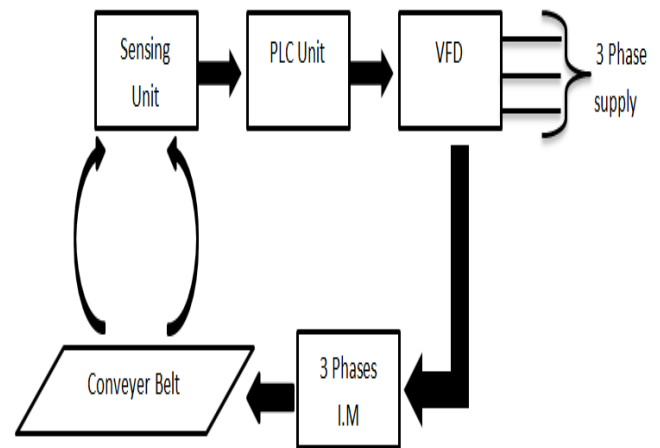 Sensing
Unit
PLC Unit
VFD
3 Phase
supply
Conveyer Belt
3 Phases
I.M